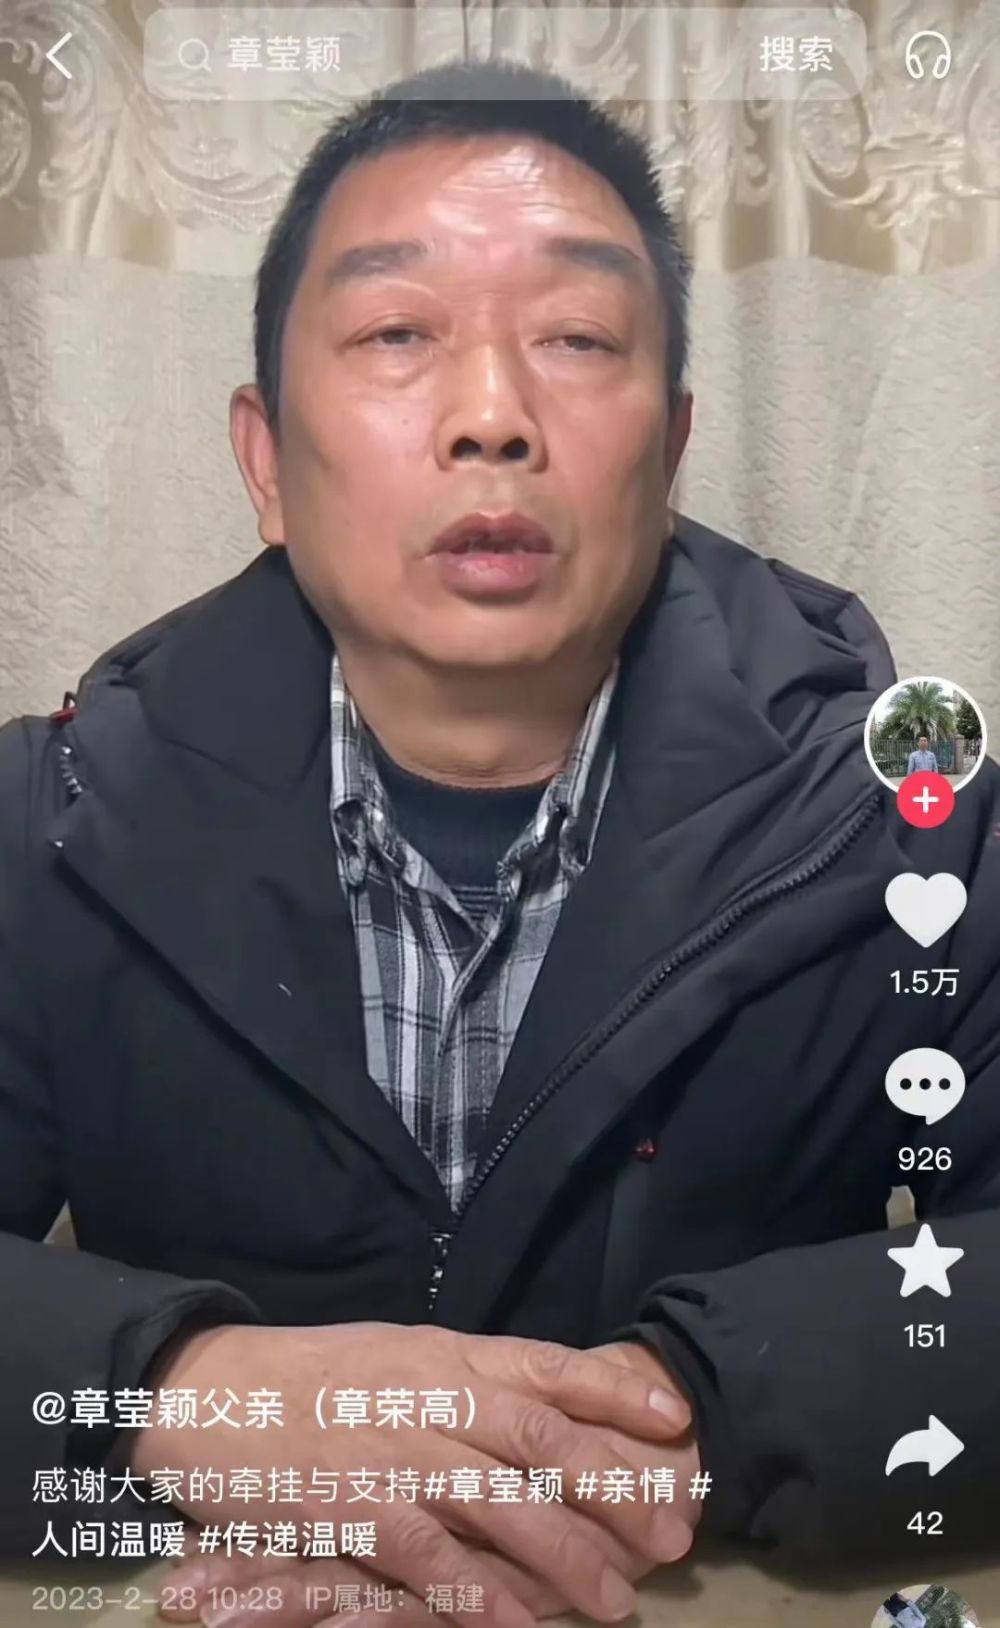 章莹颖
搜索
1.5万
926
151
42
@章莹颖父亲（章荣高）
感谢大家的牵挂与支持#章莹颖 #亲情 #
人间温暖 #传递温暖
2023-2-28 10:28 IP属地：福建